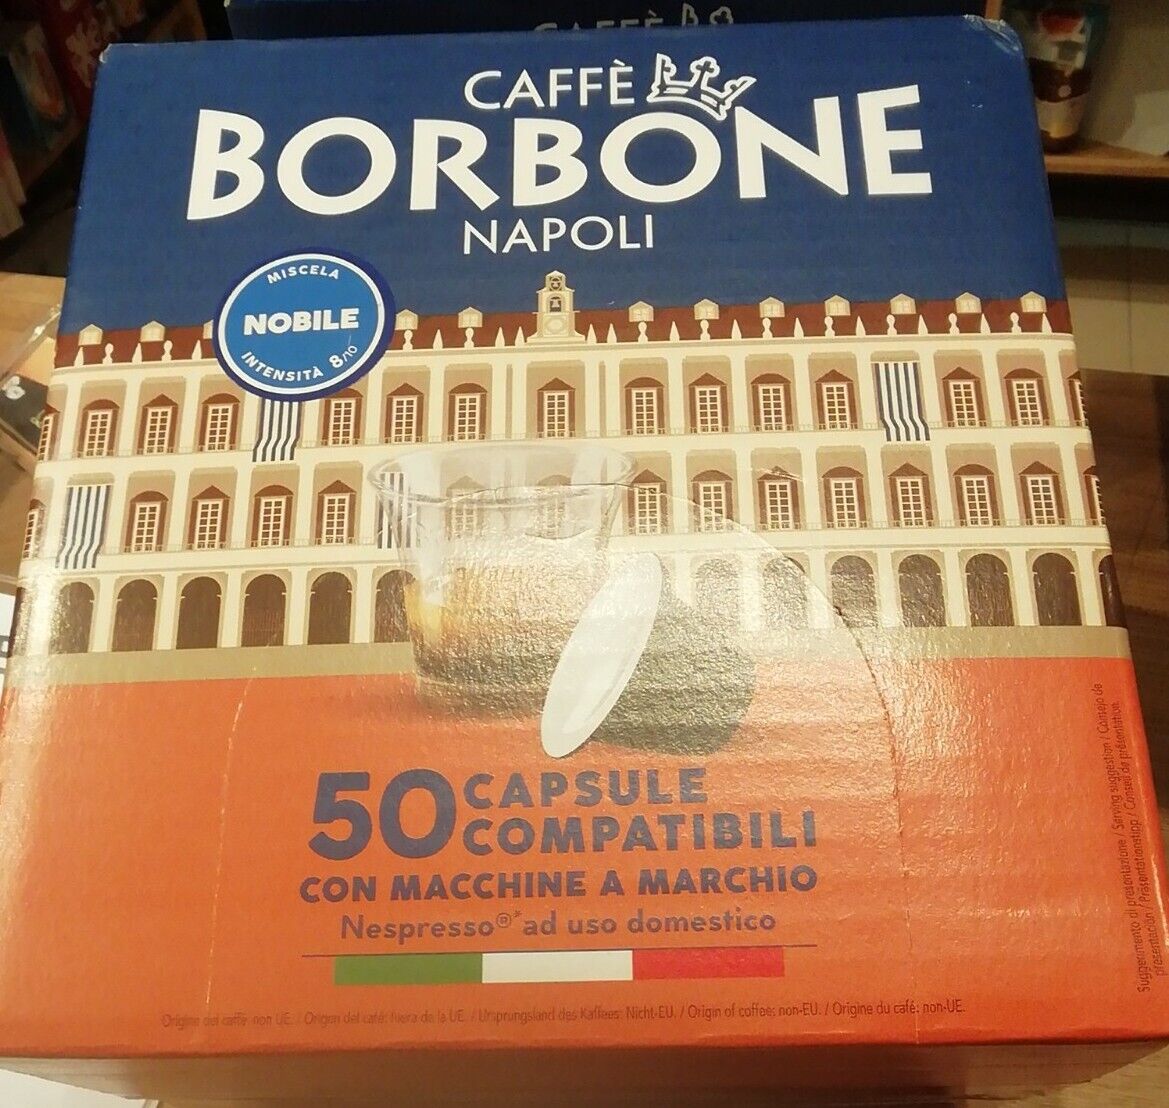 CAFFÈ
BORBONE
NAPOLI
MISCELA
NOBILE
INTENSITÀ 8/10
50 CAPSULE
COMPATIBILI
CON MACCHINE A MARCHIO
Nespresso®* ad uso domestico
Origine del caffè: non UE. / Origen del café: fuera de la UE. / Ursprungsland des Kaffees: Nicht-EU. / Origin of coffee: non-EU. / Origine du café: non-UE.
Suggerimento di presentazione / Serving suggestion / Consejo de
presentación / Präsentationstipp / Conseil de présentation.